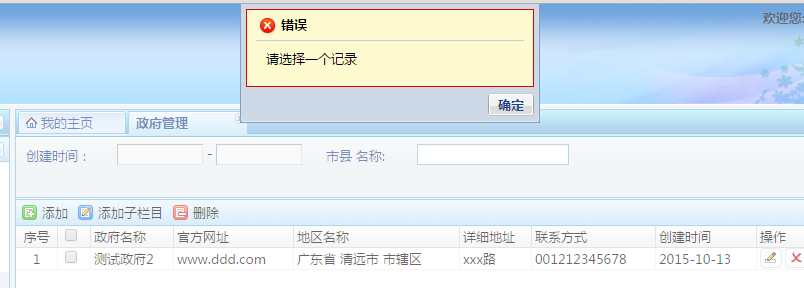 错误
欢迎您
请选择一个记录
确定
我的主页 政府管理
创建时间： - 市县 名称:
添加 添加子栏目 删除
序号 政府名称 官方网址 地区名称 详细地址 联系方式 创建时间 操作
1 测试政府2 www.ddd.com 广东省 清远市 市辖区 xxx路 001212345678 2015-10-13